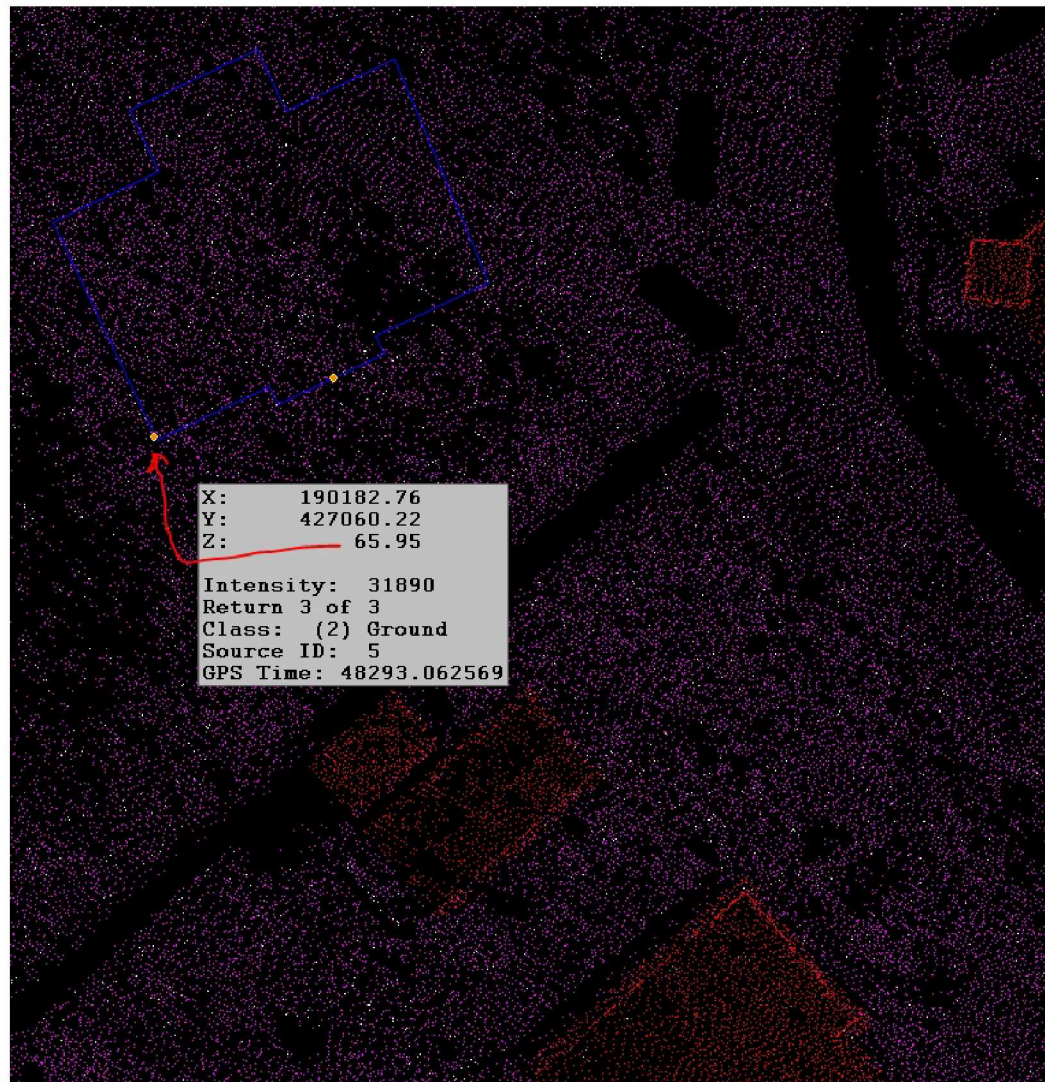 X: 190182.76
Y: 427060.22
Z: 65.95
Intensity: 31890
Return 3 of 3
Class: (2) Ground
Source ID: 5
GPS Time: 48293.062569